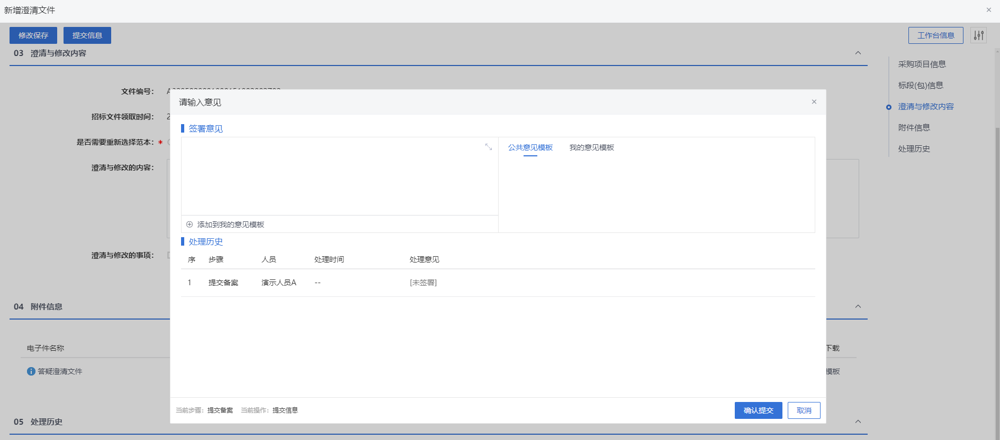 新增澄清文件
修改保存 提交信息 工作台信息
03 澄清与修改内容
采购项目信息
标段(包)信息
澄清与修改内容
附件信息
处理历史
文件编号：
招标文件领取时间： 2
是否需要重新选择范本：*
澄清与修改的内容：
澄清与修改的事项：
请输入意见
签署意见
公共意见模板 我的意见模板
添加到我的意见模板
处理历史
序 步骤 人员 处理时间 处理意见
1 提交备案 演示人员A -- [未签署]
当前步骤：提交备案 当前操作：提交信息
确认提交 取消
04 附件信息
电子件名称 下载
答疑澄清文件 模板
05 处理历史